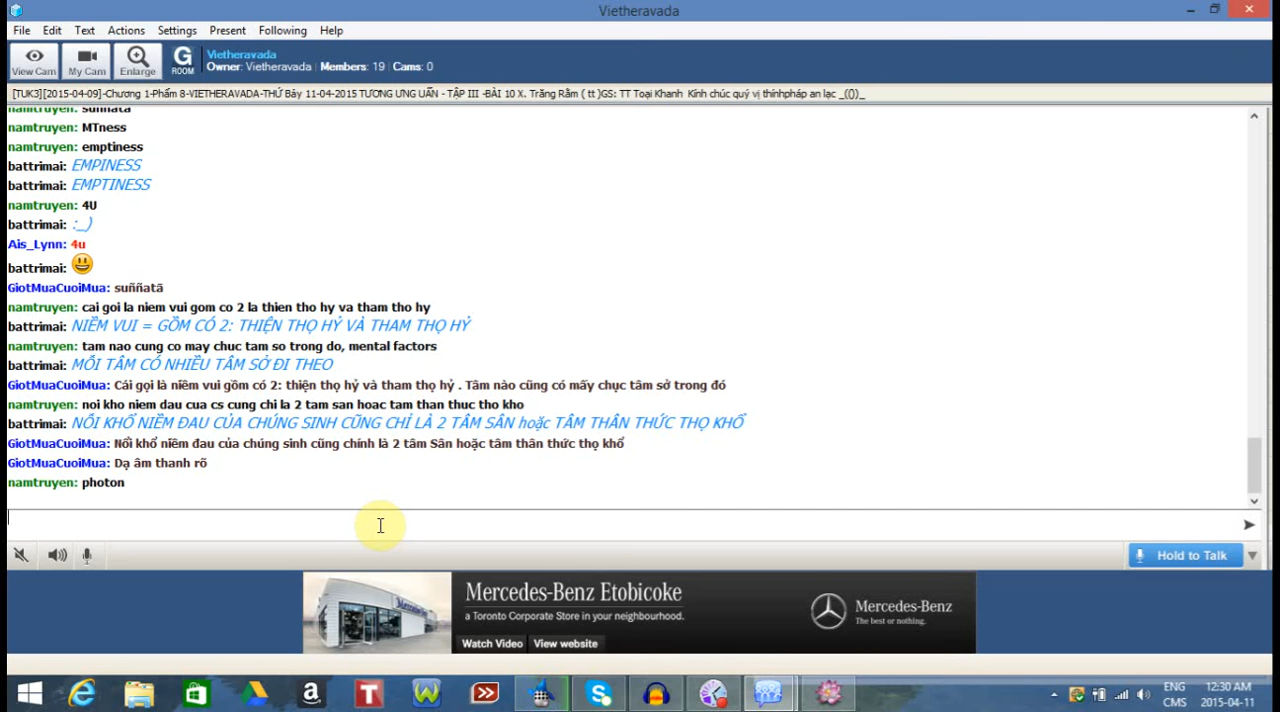 Vietheravada
File Edit Text Actions Settings Present Following Help
View Cam My Cam Enlarge G ROOM
Vietheravada
Owner: Vietheravada | Members: 19 | Cams: 0
[TUK3][2015-04-09]-Chương 1-Phẩm 8-VIETHERAVADA-THỨ Bảy 11-04-2015 TƯƠNG ƯNG UẨN - TẬP III -BÀI 10 X. Trăng Rằm ( tt )GS: TT Toại Khanh Kính chúc quý vị thínhpháp an lạc _(())_
namtruyen: sunnata
namtruyen: MTness
namtruyen: emptiness
battrimai: EMPINESS
battrimai: EMPTINESS
namtruyen: 4U
battrimai: :_)
Ais_Lynn: 4u
battrimai:
GiotMuaCuoiMua: suññatã
namtruyen: cai goi la niem vui gom co 2 la thien tho hy va tham tho hy
battrimai: NIỀM VUI = GỒM CÓ 2: THIỆN THỌ HỶ VÀ THAM THỌ HỶ
namtruyen: tam nao cung co may chuc tam so trong do, mental factors
battrimai: MỖI TÂM CÓ NHIỀU TÂM SỞ ĐI THEO
GiotMuaCuoiMua: Cái gọi là niềm vui gồm có 2: thiện thọ hỷ và tham thọ hỷ . Tâm nào cũng có mấy chục tâm sở trong đó
namtruyen: noi kho niem dau cua cs cung chi la 2 tam san hoac tam than thuc tho kho
battrimai: NỖI KHỔ NIỀM ĐAU CỦA CHÚNG SINH CŨNG CHỈ LÀ 2 TÂM SÂN hoặc TÂM THÂN THỨC THỌ KHỔ
GiotMuaCuoiMua: Nổi khổ niềm đau của chúng sinh cũng chính là 2 tâm Sân hoặc tâm thân thức thọ khổ
GiotMuaCuoiMua: Dạ âm thanh rõ
namtruyen: photon
Hold to Talk
Mercedes-Benz Etobicoke
a Toronto Corporate Store in your neighbourhood.
Watch Video View website
Mercedes-Benz
The best or nothing.
ENG 12:30 AM
CMS 2015-04-11